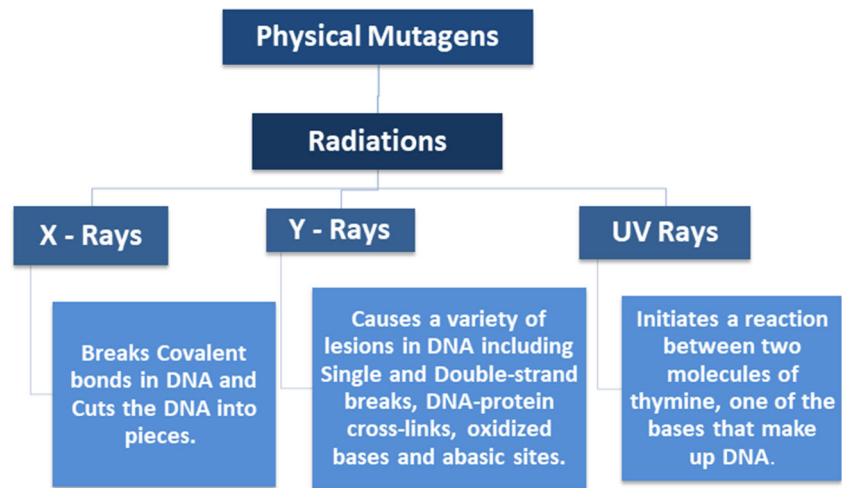 Physical Mutagens
Radiations
X - Rays
Y - Rays
UV Rays
Breaks Covalent
bonds in DNA and
Cuts the DNA into
pieces.
Causes a variety of
lesions in DNA including
Single and Double-strand
breaks, DNA-protein
cross-links, oxidized
bases and abasic sites.
Initiates a reaction
between two
molecules of
thymine, one of the
bases that make
up DNA.